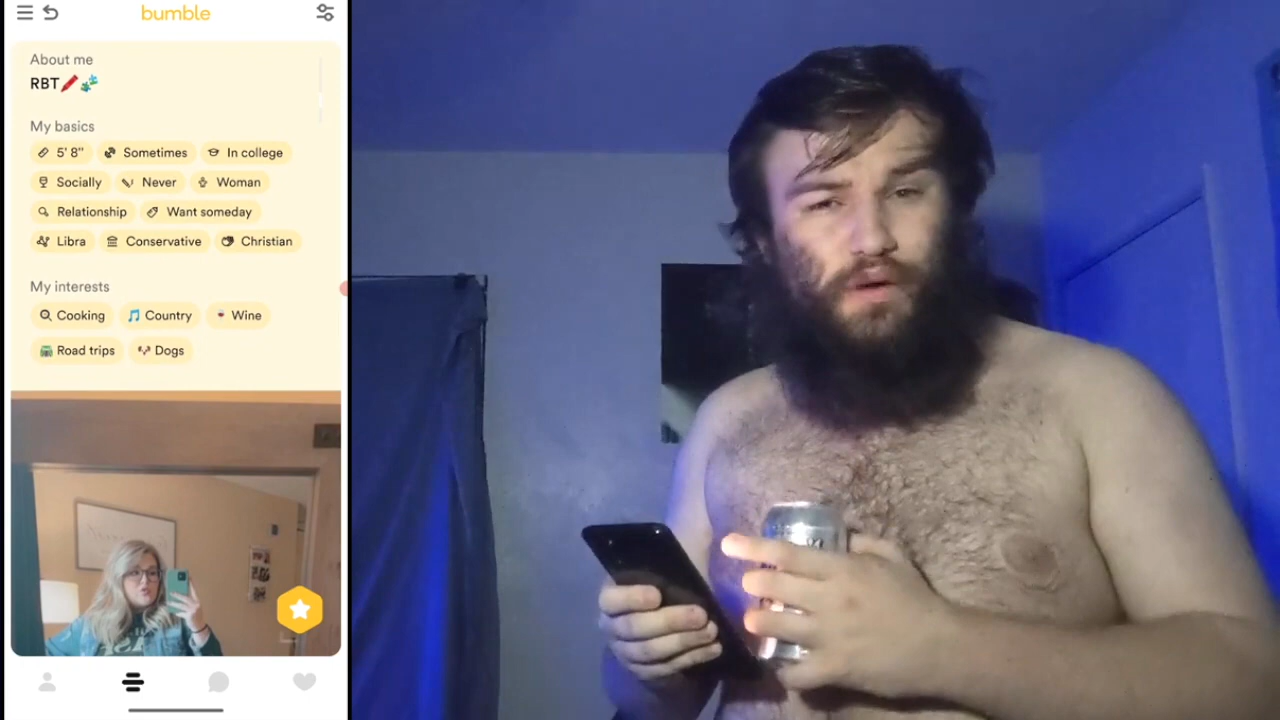 bumble
About me
RBT🖍️🧩
My basics
5' 8" Sometimes In college
Socially Never Woman
Relationship Want someday
Libra Conservative Christian
My interests
Cooking Country Wine
Road trips Dogs